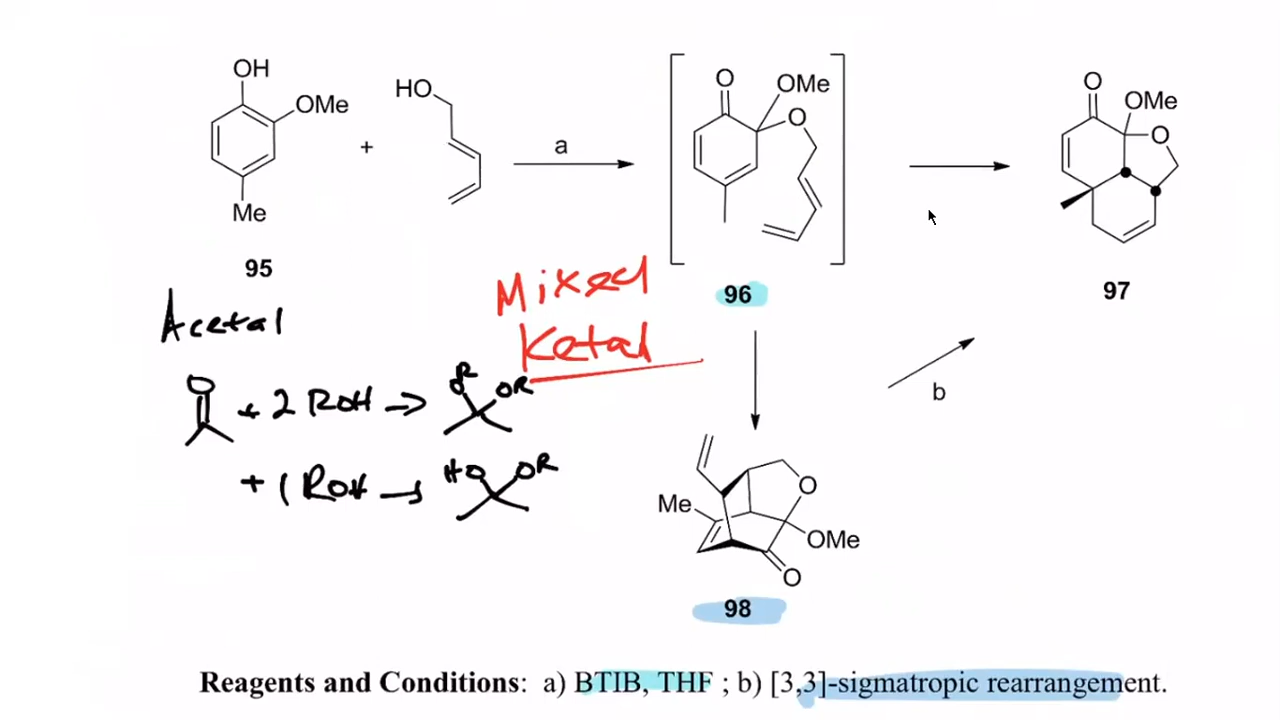 OH
OMe
Me
95
+
HO
a
O
OMe
O
96
O
OMe
O
97
Mixed
Ketal
Acetal
O + 2 ROH → OR OR
+ 1 ROH → HO OR
b
Me
O
OMe
O
98
Reagents and Conditions: a) BTIB, THF ; b) [3,3]-sigmatropic rearrangement.